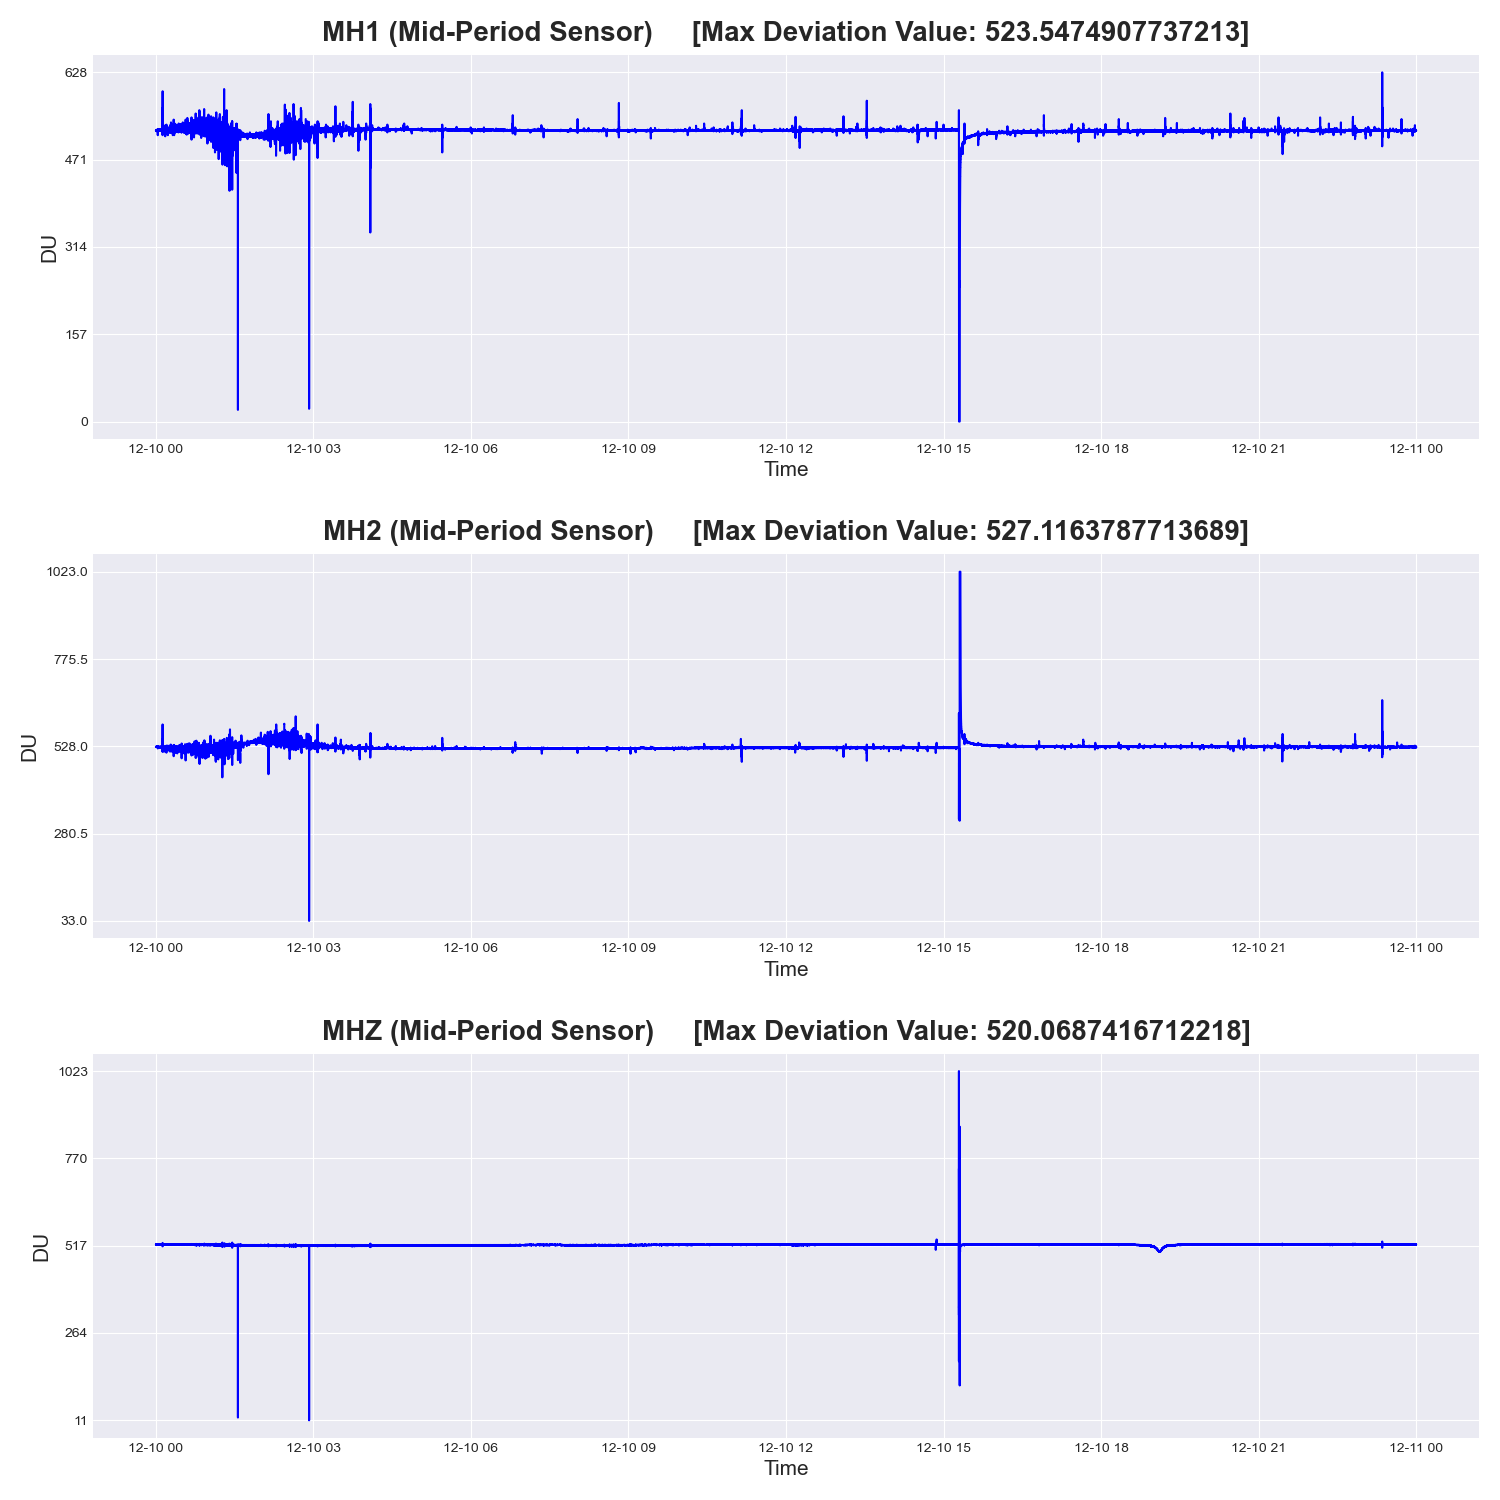 MH1 (Mid-Period Sensor)     [Max Deviation Value: 523.5474907737213]
628
471
314
157
0
DU
12-10 00 12-10 03 12-10 06 12-10 09 12-10 12 12-10 15 12-10 18 12-10 21 12-11 00
Time
MH2 (Mid-Period Sensor)     [Max Deviation Value: 527.1163787713689]
1023.0
775.5
528.0
280.5
33.0
DU
12-10 00 12-10 03 12-10 06 12-10 09 12-10 12 12-10 15 12-10 18 12-10 21 12-11 00
Time
MHZ (Mid-Period Sensor)     [Max Deviation Value: 520.0687416712218]
1023
770
517
264
11
DU
12-10 00 12-10 03 12-10 06 12-10 09 12-10 12 12-10 15 12-10 18 12-10 21 12-11 00
Time